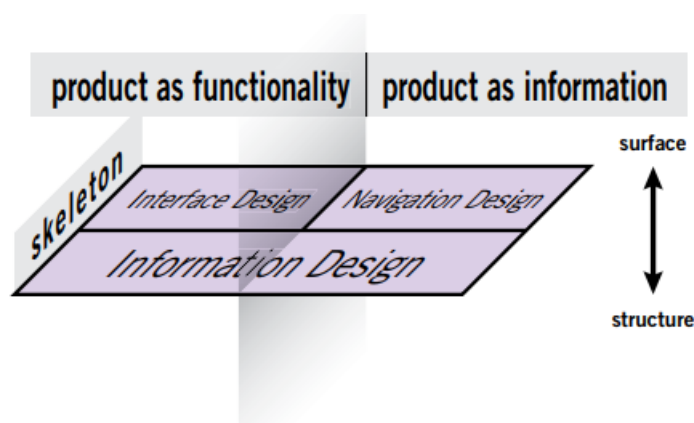 product as functionality
product as information
surface
skeleton
Interface Design
Navigation Design
Information Design
structure